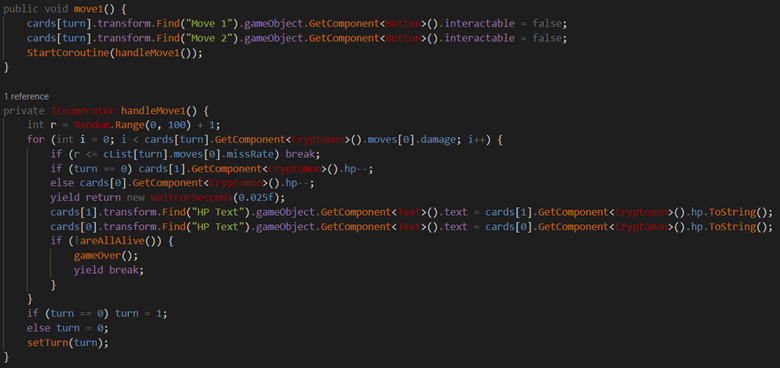 public void move1() {
    cards[turn].transform.Find("Move 1").gameObject.GetComponent<Button>().interactable = false;
    cards[turn].transform.Find("Move 2").gameObject.GetComponent<Button>().interactable = false;
    StartCoroutine(handleMove1());
}
1 reference
private IEnumerator handleMove1() {
    int r = Random.Range(0, 100) + 1;
    for (int i = 0; i < cards[turn].GetComponent<Cryptomon>().moves[0].damage; i++) {
        if (r <= cList[turn].moves[0].missRate) break;
        if (turn == 0) cards[1].GetComponent<Cryptomon>().hp--;
        else cards[0].GetComponent<Cryptomon>().hp--;
        yield return new WaitForSeconds(0.025f);
        cards[1].transform.Find("HP Text").gameObject.GetComponent<Text>().text = cards[1].GetComponent<Cryptomon>().hp.ToString();
        cards[0].transform.Find("HP Text").gameObject.GetComponent<Text>().text = cards[0].GetComponent<Cryptomon>().hp.ToString();
        if (!areAllAlive()) {
            gameOver();
            yield break;
        }
    }
    if (turn == 0) turn = 1;
    else turn = 0;
    setTurn(turn);
}